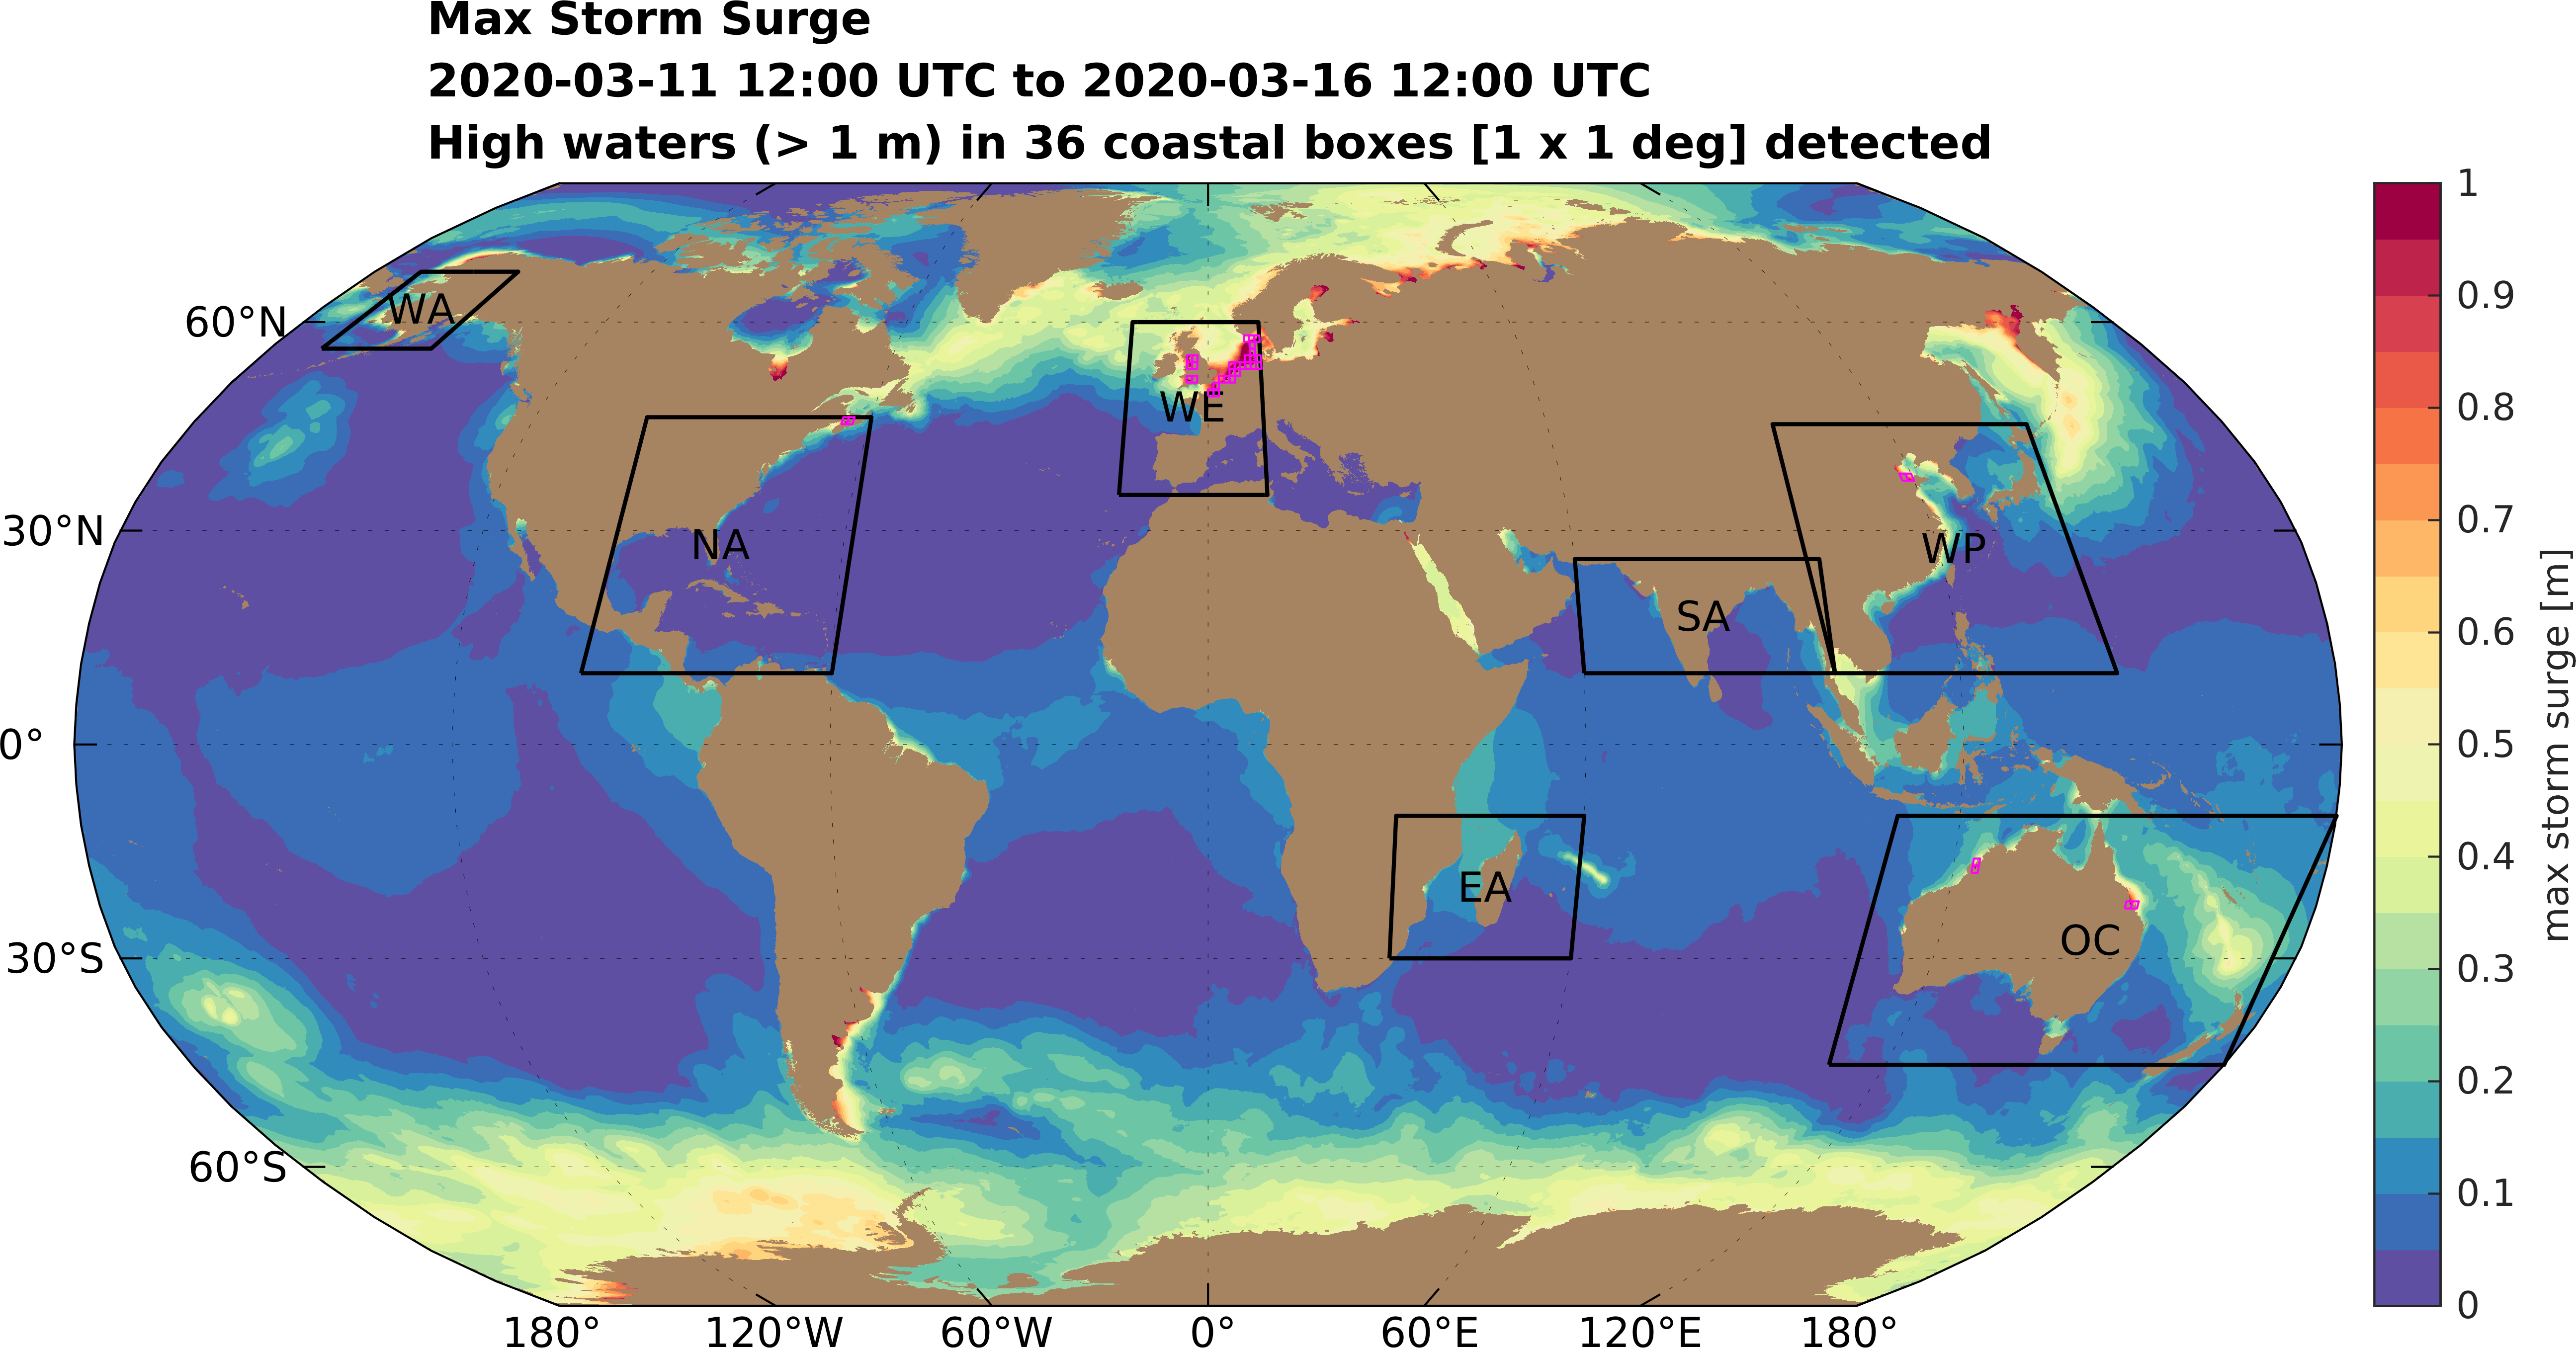 Max Storm Surge
2020-03-11 12:00 UTC to 2020-03-16 12:00 UTC
High waters (> 1 m) in 36 coastal boxes [1 x 1 deg] detected
60°N
30°N
0°
30°S
60°S
WA
NA
WE
SA
WP
EA
OC
180°
120°W
60°W
0°
60°E
120°E
180°
1
0.9
0.8
0.7
0.6
0.5
0.4
0.3
0.2
0.1
0
max storm surge [m]